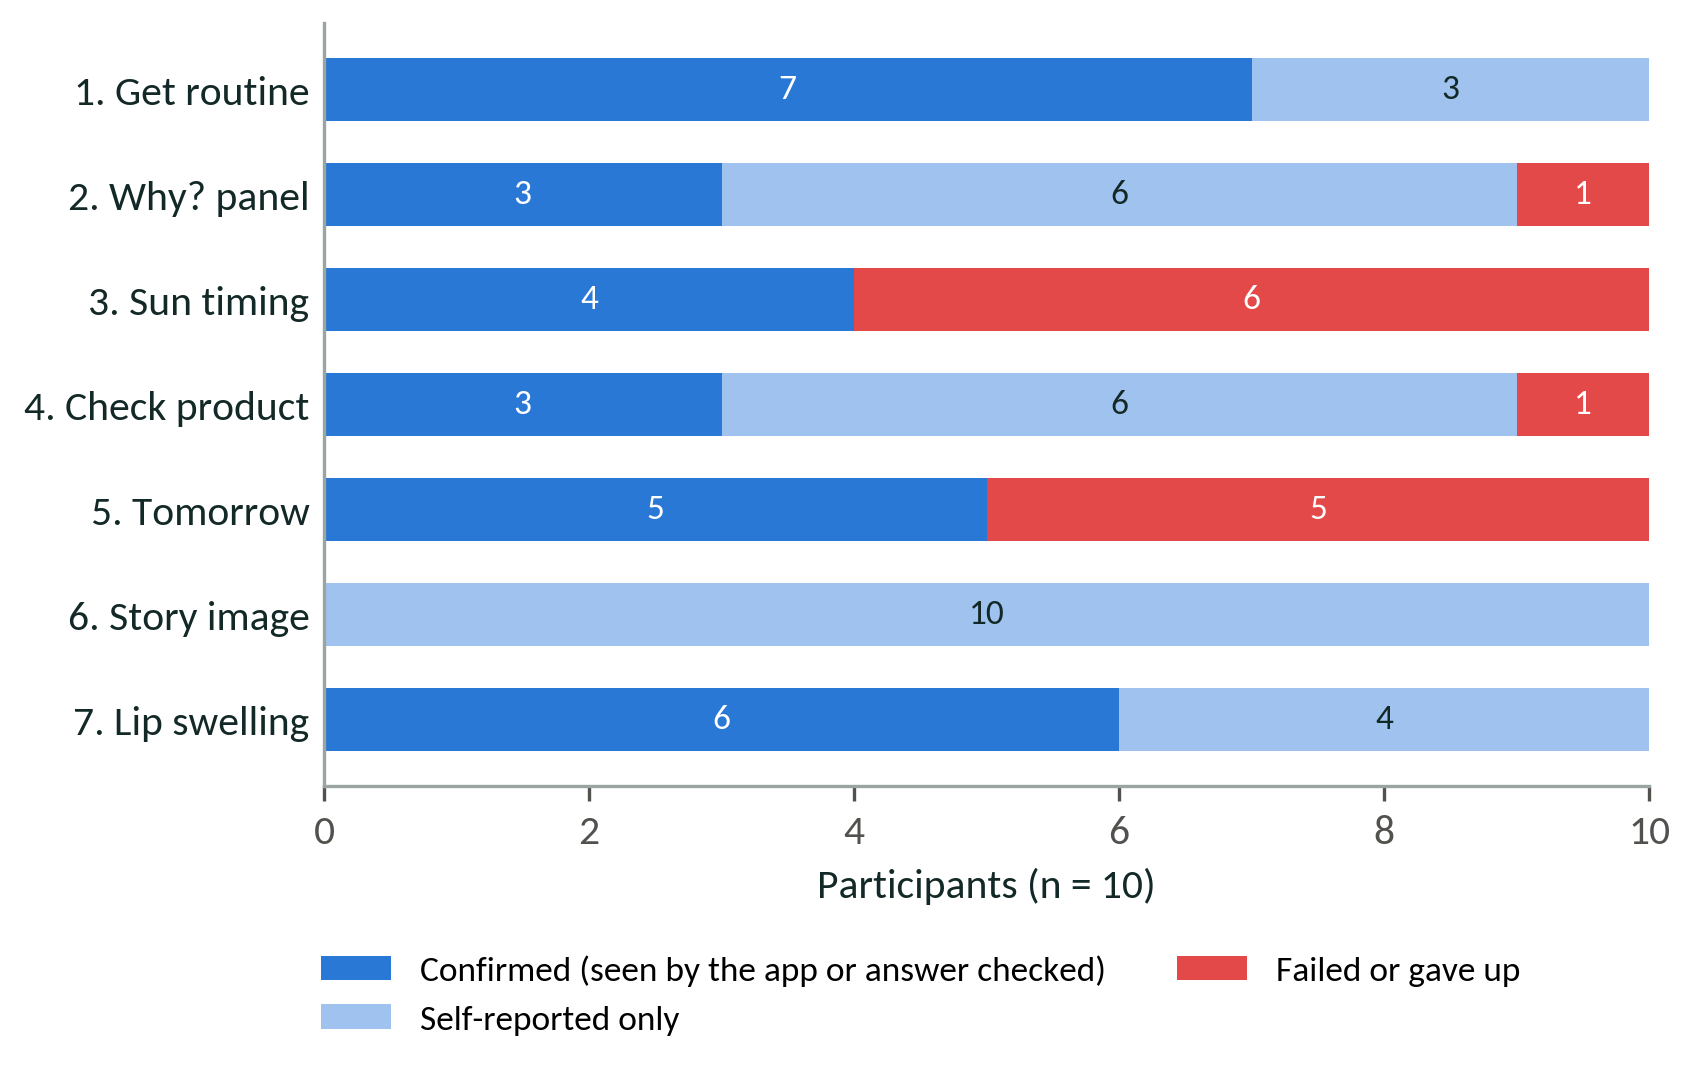 1. Get routine
7
3
2. Why? panel
3
6
1
3. Sun timing
4
6
4. Check product
3
6
1
5. Tomorrow
5
5
6. Story image
10
7. Lip swelling
6
4
0 2 4 6 8 10
Participants (n = 10)
Confirmed (seen by the app or answer checked)
Failed or gave up
Self-reported only